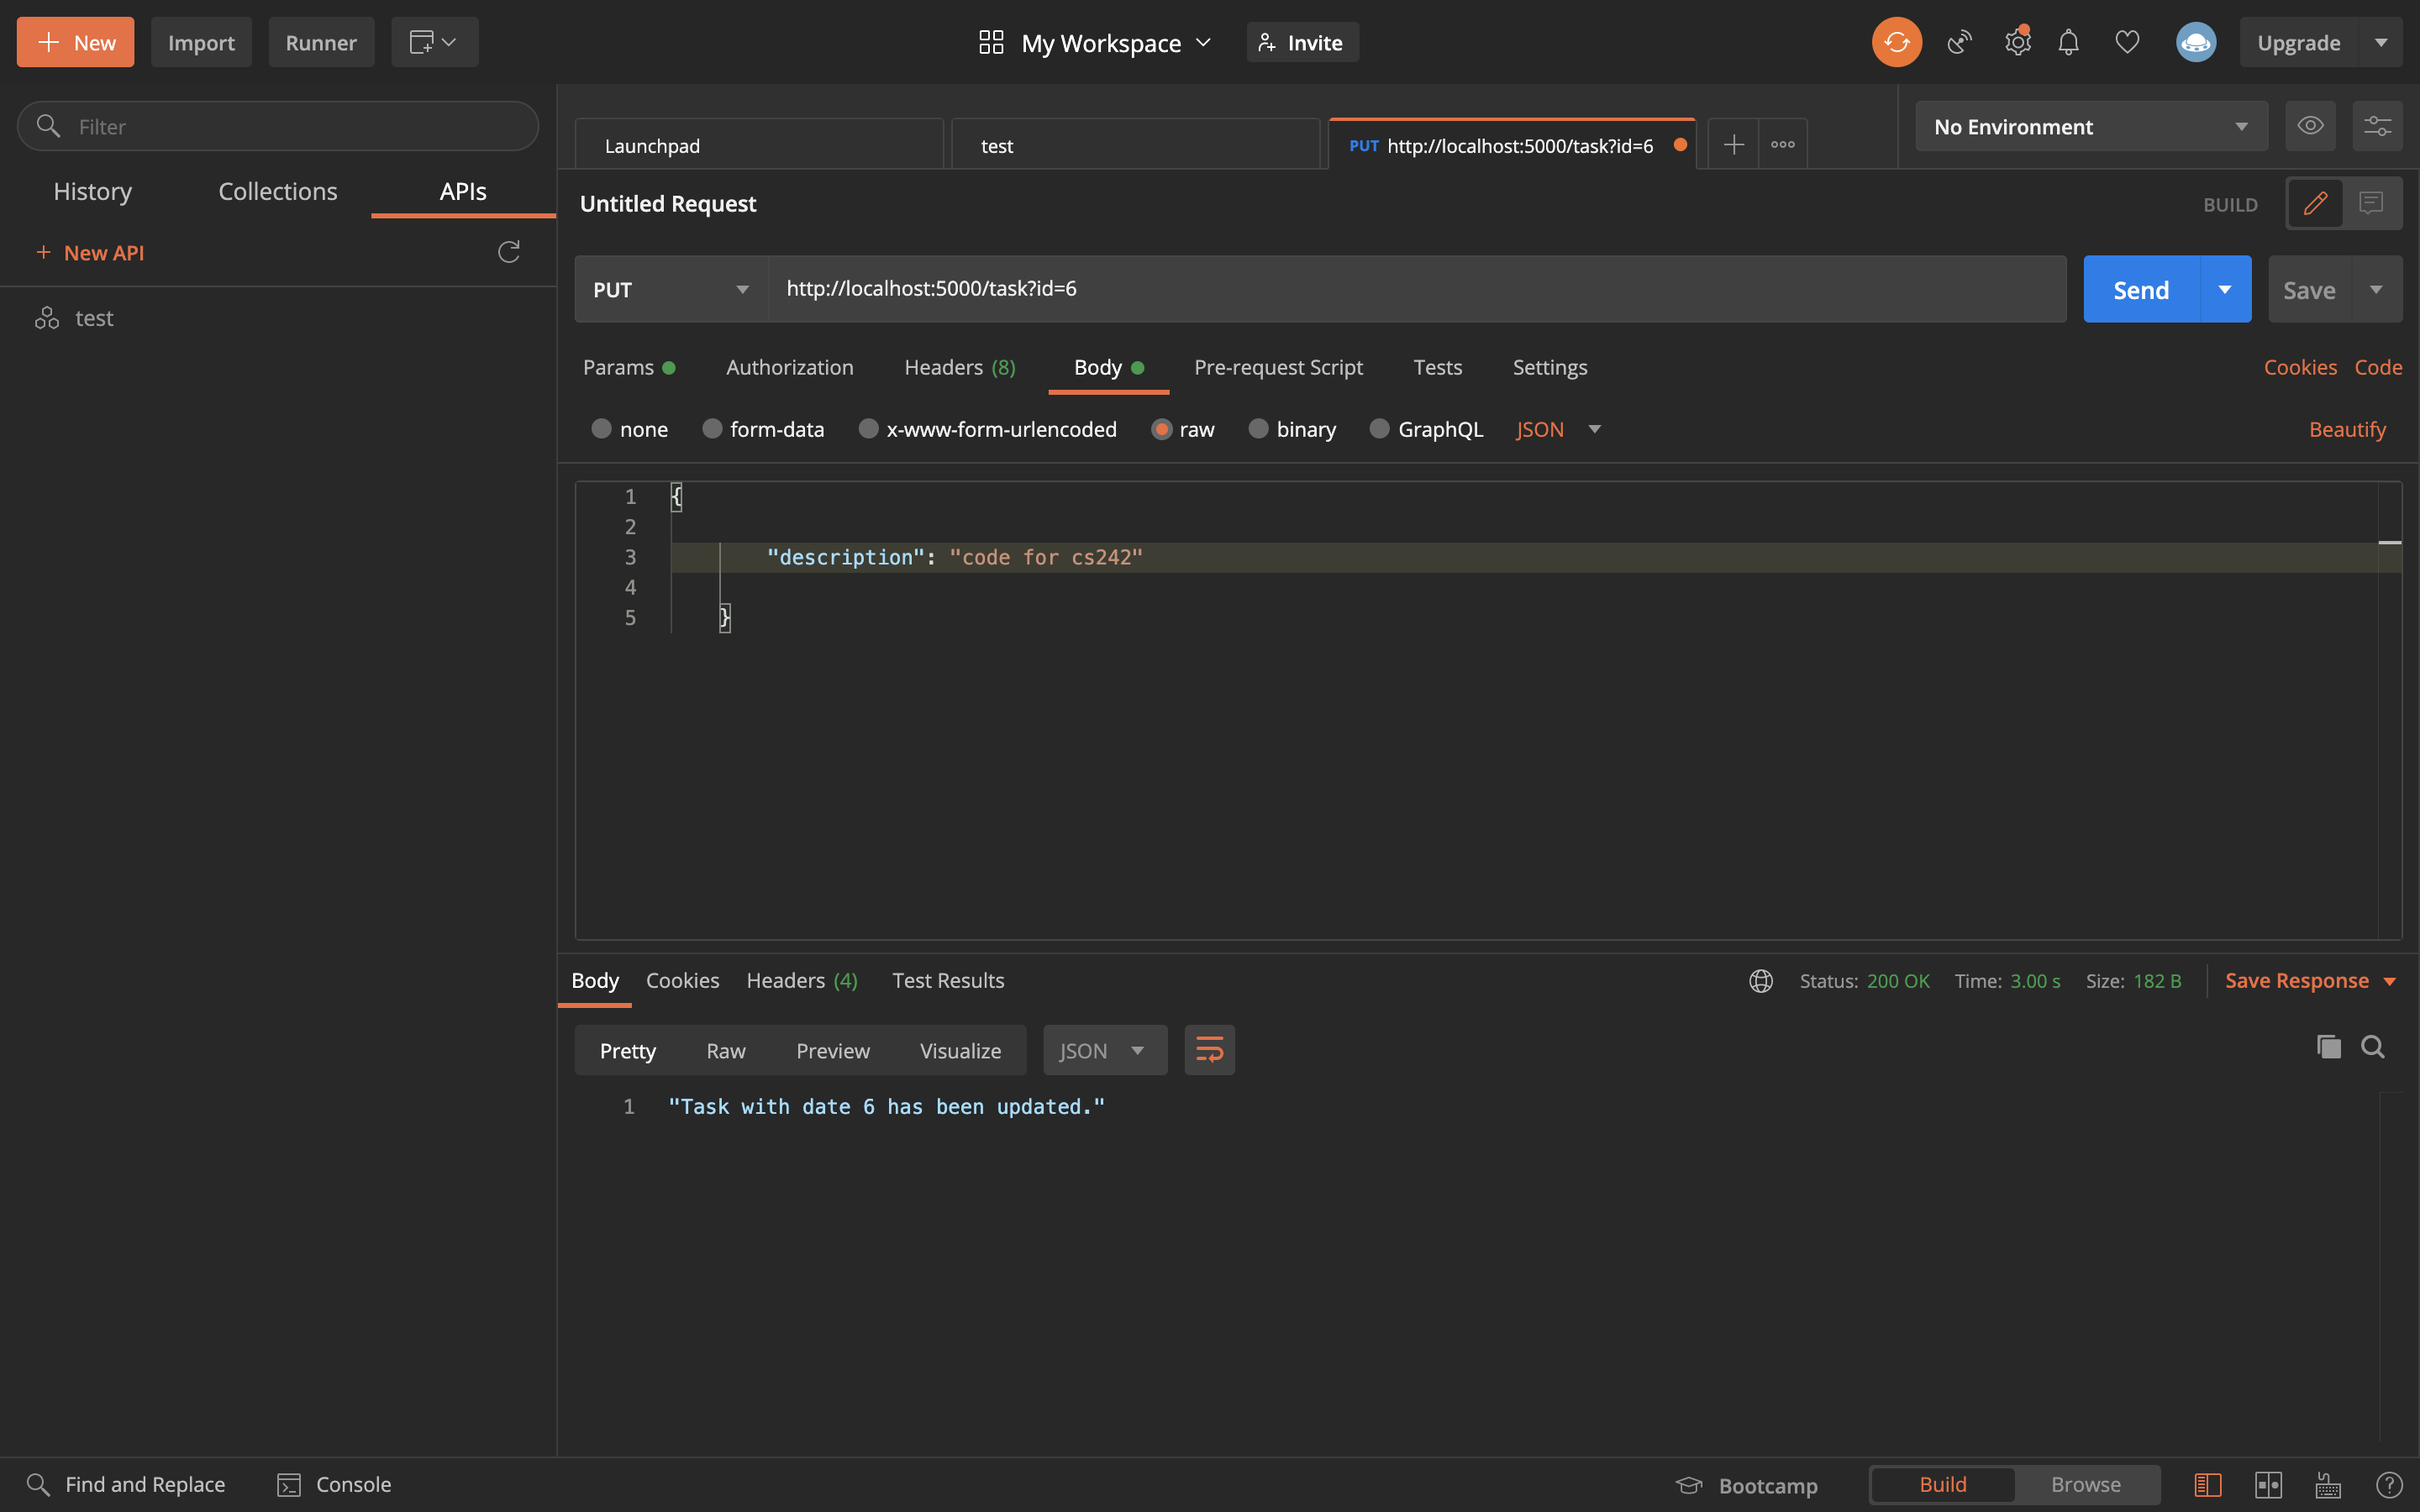 New Import Runner My Workspace Invite Upgrade
Filter
Launchpad test PUT http://localhost:5000/task?id=6 No Environment
History Collections APIs
Untitled Request BUILD
New API
PUT http://localhost:5000/task?id=6 Send Save
test
Params Authorization Headers (8) Body Pre-request Script Tests Settings Cookies Code
none form-data x-www-form-urlencoded raw binary GraphQL JSON Beautify
1 {
2
3 "description": "code for cs242"
4
5 }
Body Cookies Headers (4) Test Results Status: 200 OK Time: 3.00 s Size: 182 B Save Response
Pretty Raw Preview Visualize JSON
1 "Task with date 6 has been updated."
Find and Replace Console Bootcamp Build Browse